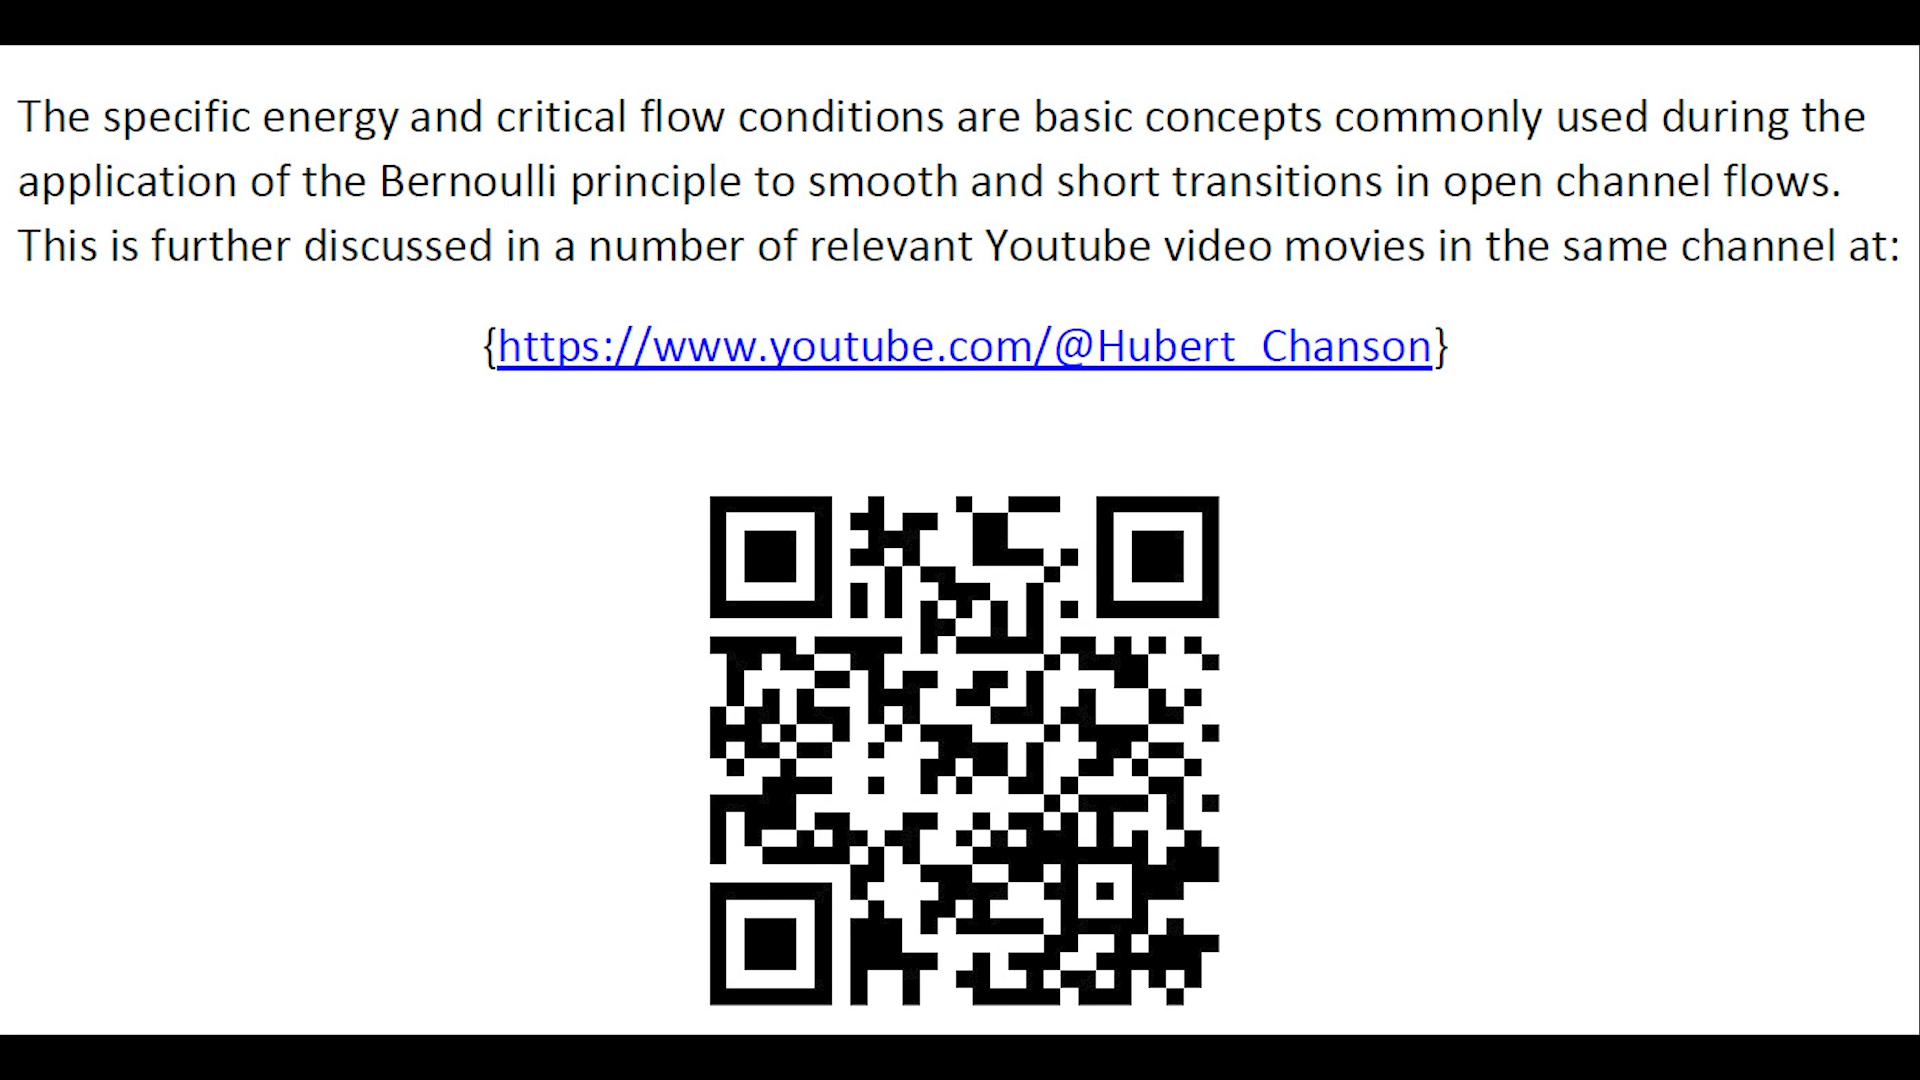 The specific energy and critical flow conditions are basic concepts commonly used during the
application of the Bernoulli principle to smooth and short transitions in open channel flows.
This is further discussed in a number of relevant Youtube video movies in the same channel at:
{https://www.youtube.com/@Hubert_Chanson}